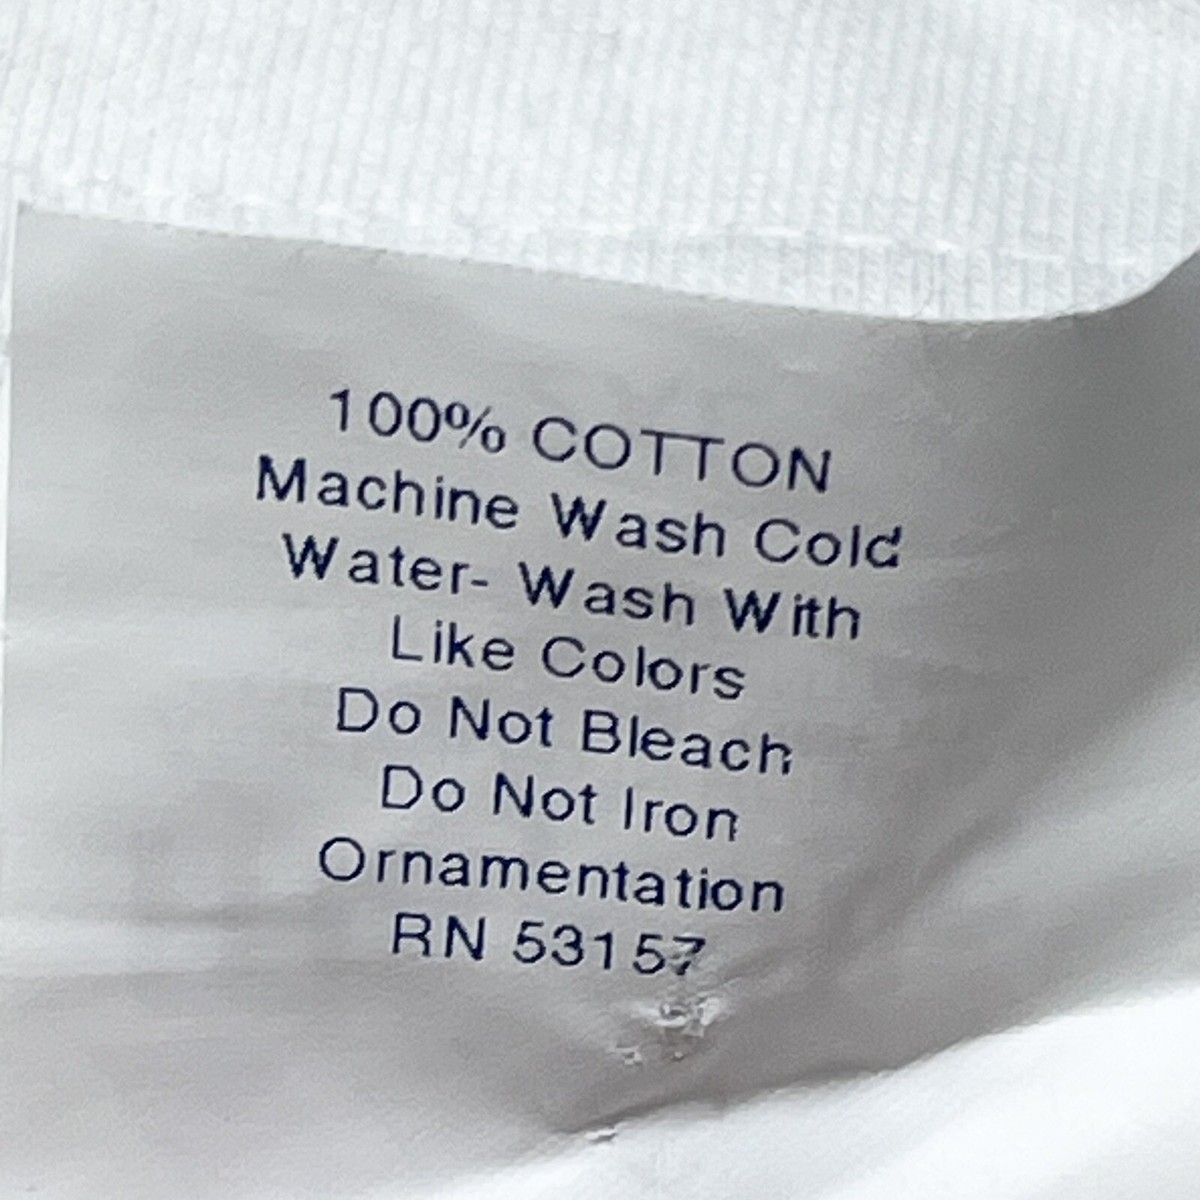 100% COTTON
Machine Wash Cold
Water- Wash With
Like Colors
Do Not Bleach
Do Not Iron
Ornamentation
RN 53157